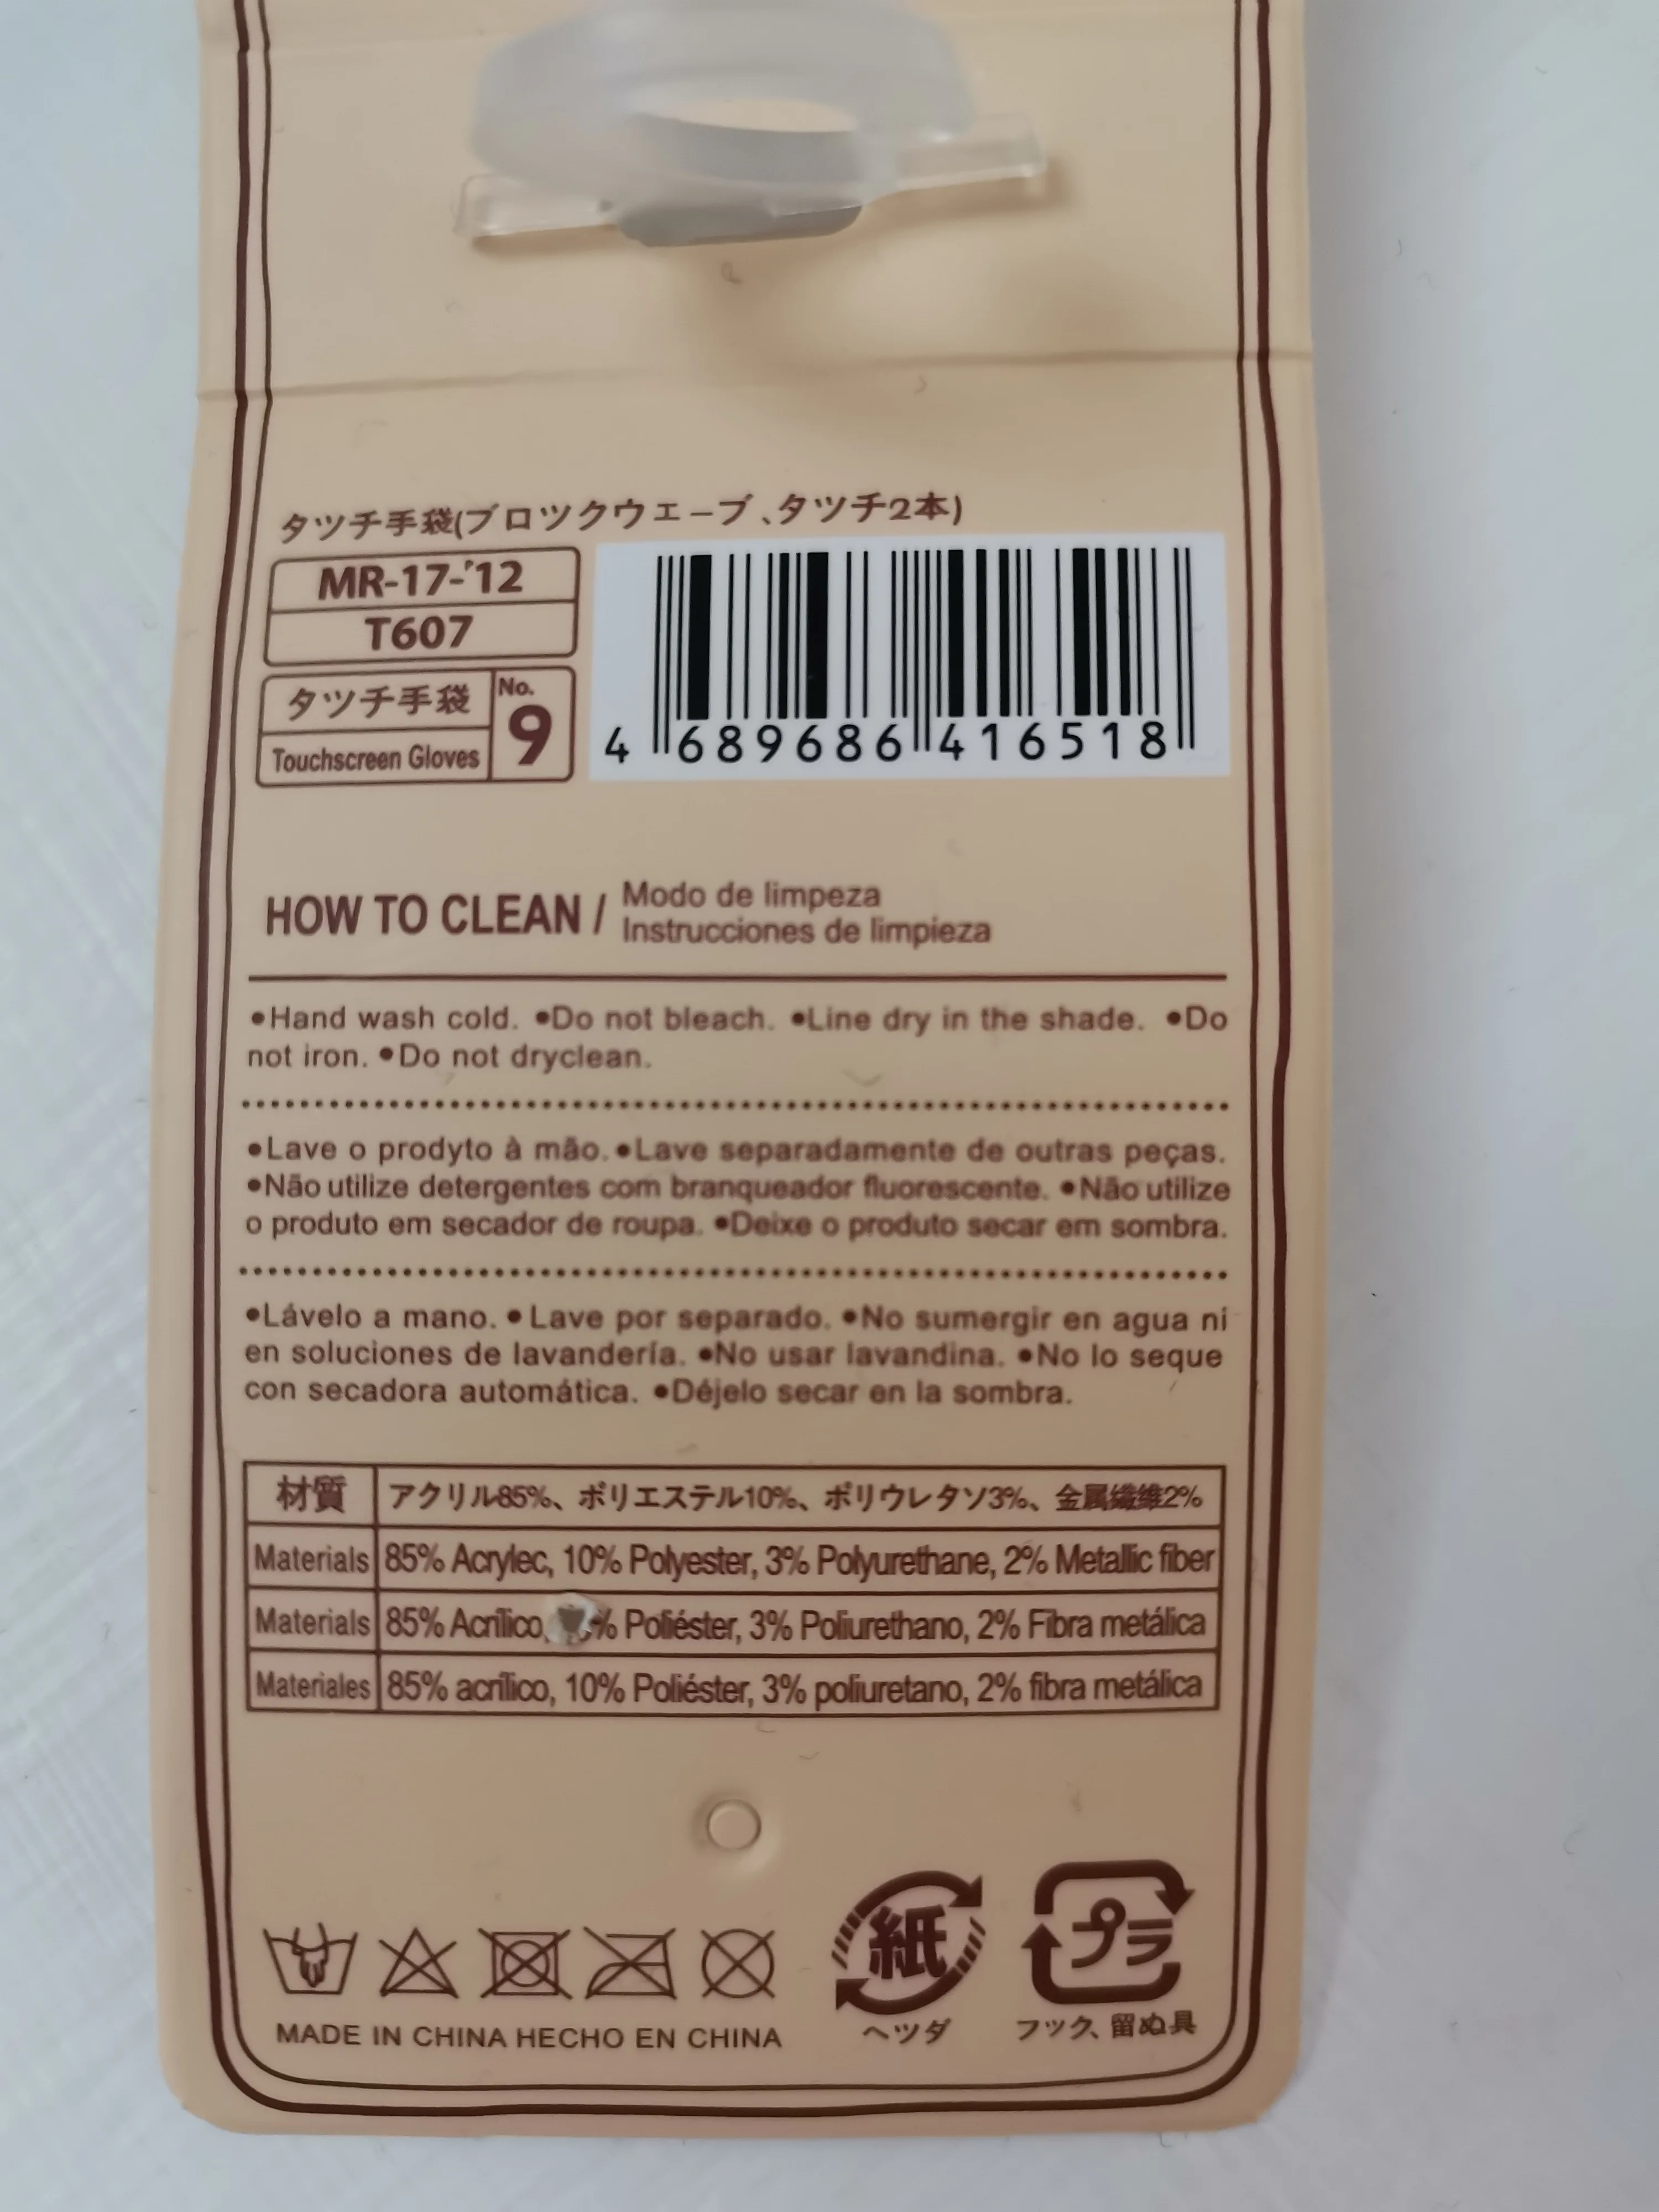 タツチ手袋(ブロツクウェーブ、タツチ2本)
MR-17-'12
T607
タツチ手袋
Touchscreen Gloves
No.
9
4 689686 416518
HOW TO CLEAN /
Modo de limpeza
Instrucciones de limpieza
•Hand wash cold. •Do not bleach. •Line dry in the shade. •Do
not iron. •Do not dryclean.
•Lave o prodyto à mão. •Lave separadamente de outras peças.
•Não utilize detergentes com branqueador fluorescente. •Não utilize
o produto em secador de roupa. •Deixe o produto secar em sombra.
•Lávelo a mano. •Lave por separado. •No sumergir en agua ni
en soluciones de lavandería. •No usar lavandina. •No lo seque
con secadora automática. •Déjelo secar en la sombra.
材質 アクリル85%、ポリエステル10%、ポリウレタソ3%、金属繊維2%
Materials 85% Acrylec, 10% Polyester, 3% Polyurethane, 2% Metallic fiber
Materials 85% Acrílico, % Poliéster, 3% Poliurethano, 2% Fibra metálica
Materiales 85% acrílico, 10% Poliéster, 3% poliuretano, 2% fibra metálica
紙
プラ
MADE IN CHINA HECHO EN CHINA
ヘツダ
フック、留ぬ具